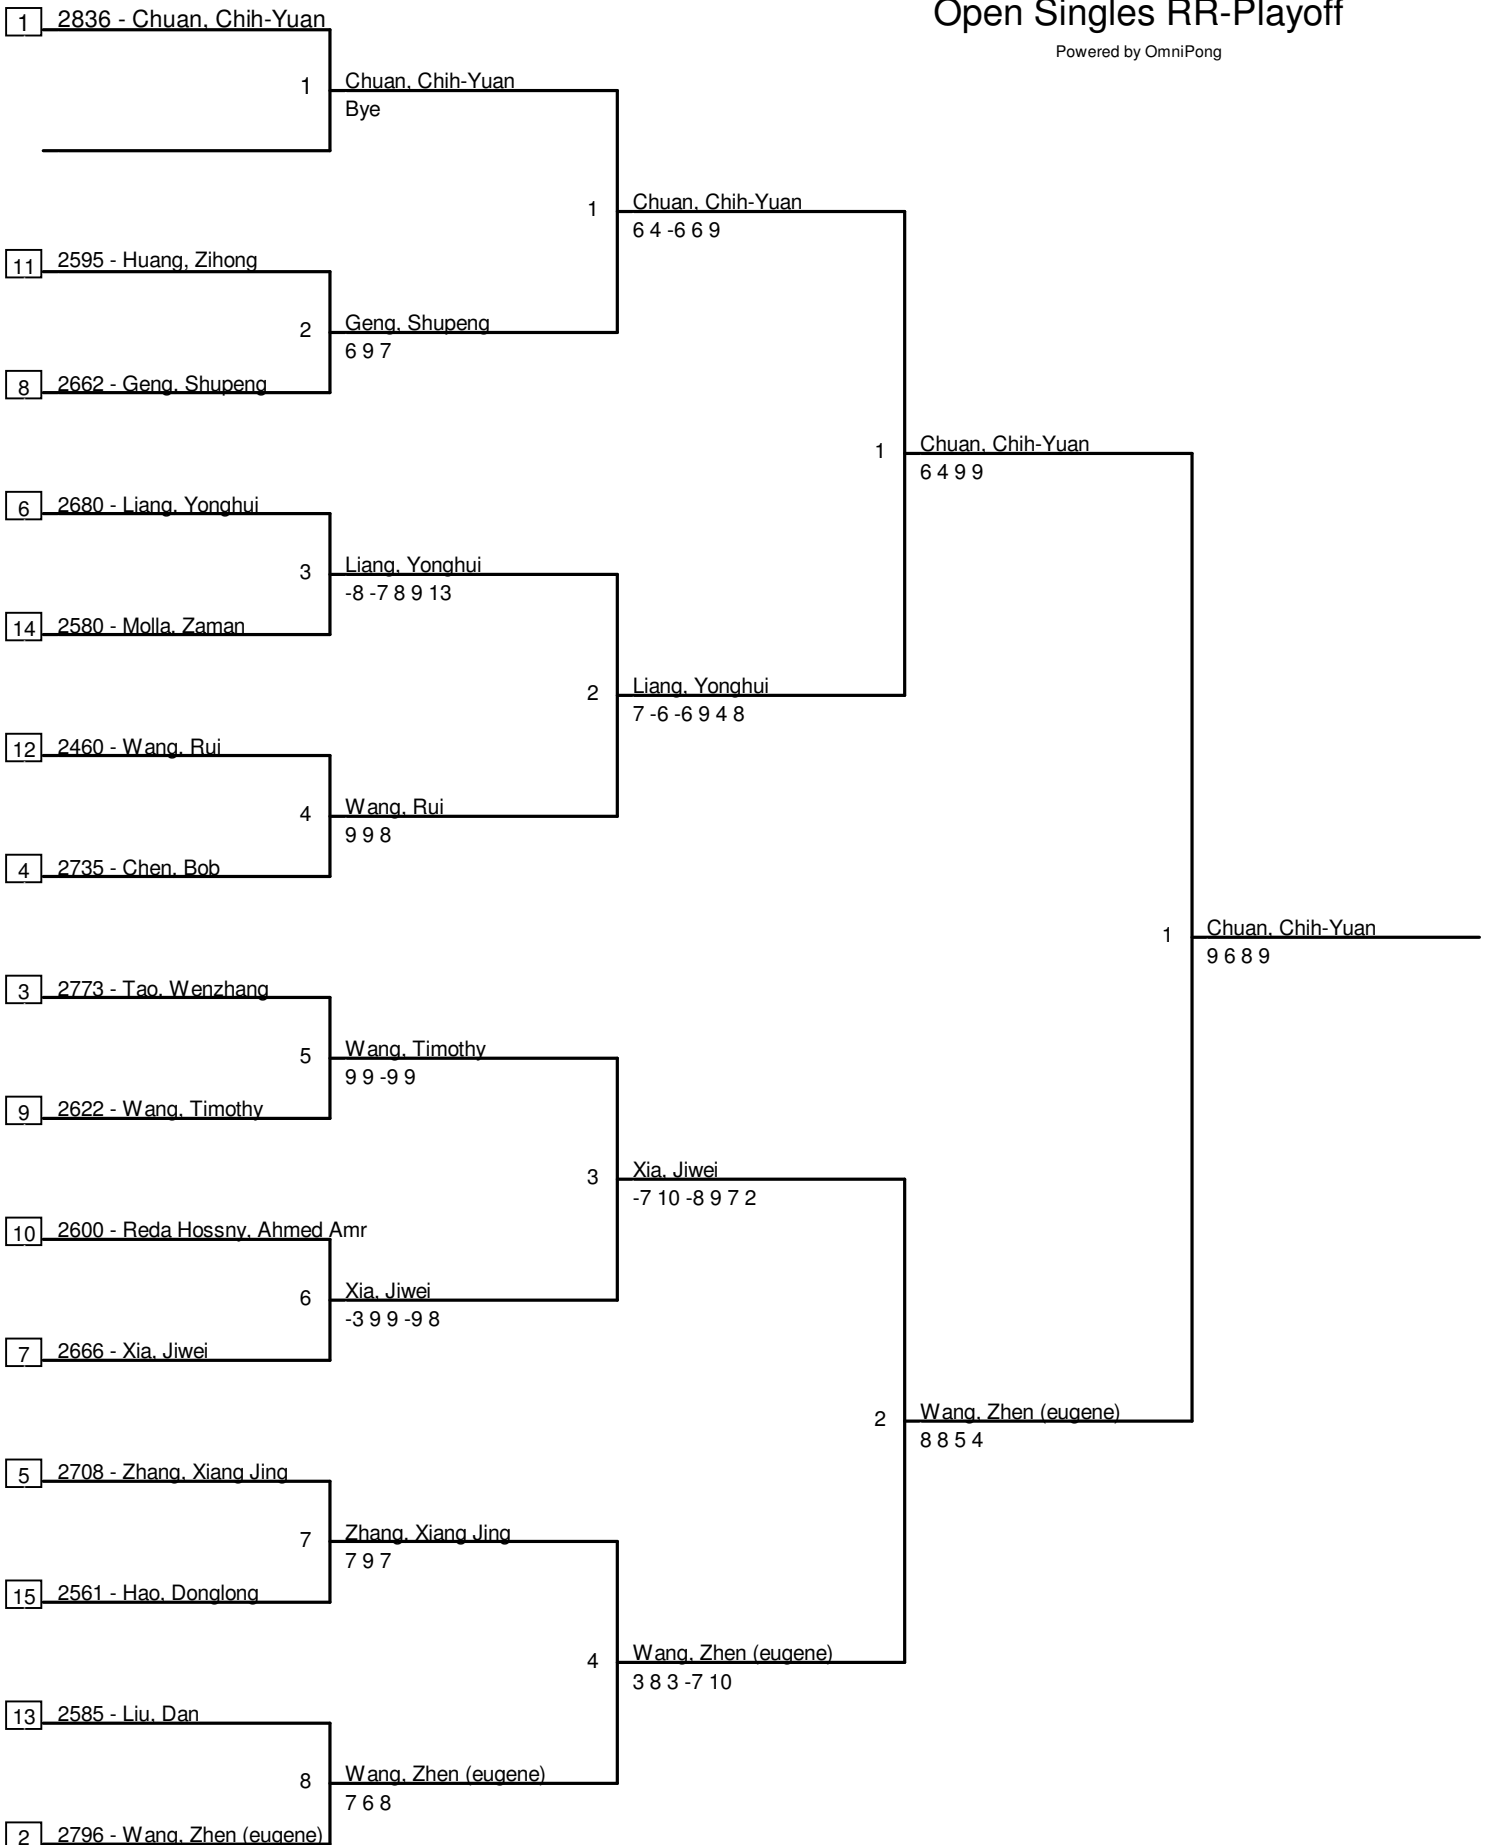 Open Singles RR-Playoff
Powered by OmniPong
1 2836 - Chuan, Chih-Yuan
1 Chuan, Chih-Yuan
Bye
1 Chuan, Chih-Yuan
6 4 -6 6 9
11 2595 - Huang, Zihong
2 Geng, Shupeng
6 9 7
8 2662 - Geng, Shupeng
1 Chuan, Chih-Yuan
6 4 9 9
6 2680 - Liang, Yonghui
3 Liang, Yonghui
-8 -7 8 9 13
14 2580 - Molla, Zaman
2 Liang, Yonghui
7 -6 -6 9 4 8
12 2460 - Wang, Rui
4 Wang, Rui
9 9 8
4 2735 - Chen, Bob
1 Chuan, Chih-Yuan
9 6 8 9
3 2773 - Tao, Wenzhang
5 Wang, Timothy
9 9 -9 9
9 2622 - Wang, Timothy
3 Xia, Jiwei
-7 10 -8 9 7 2
10 2600 - Reda Hossny, Ahmed Amr
6 Xia, Jiwei
-3 9 9 -9 8
7 2666 - Xia, Jiwei
2 Wang, Zhen (eugene)
8 8 5 4
5 2708 - Zhang, Xiang Jing
7 Zhang, Xiang Jing
7 9 7
15 2561 - Hao, Donglong
4 Wang, Zhen (eugene)
3 8 3 -7 10
13 2585 - Liu, Dan
8 Wang, Zhen (eugene)
7 6 8
2 2796 - Wang, Zhen (eugene)